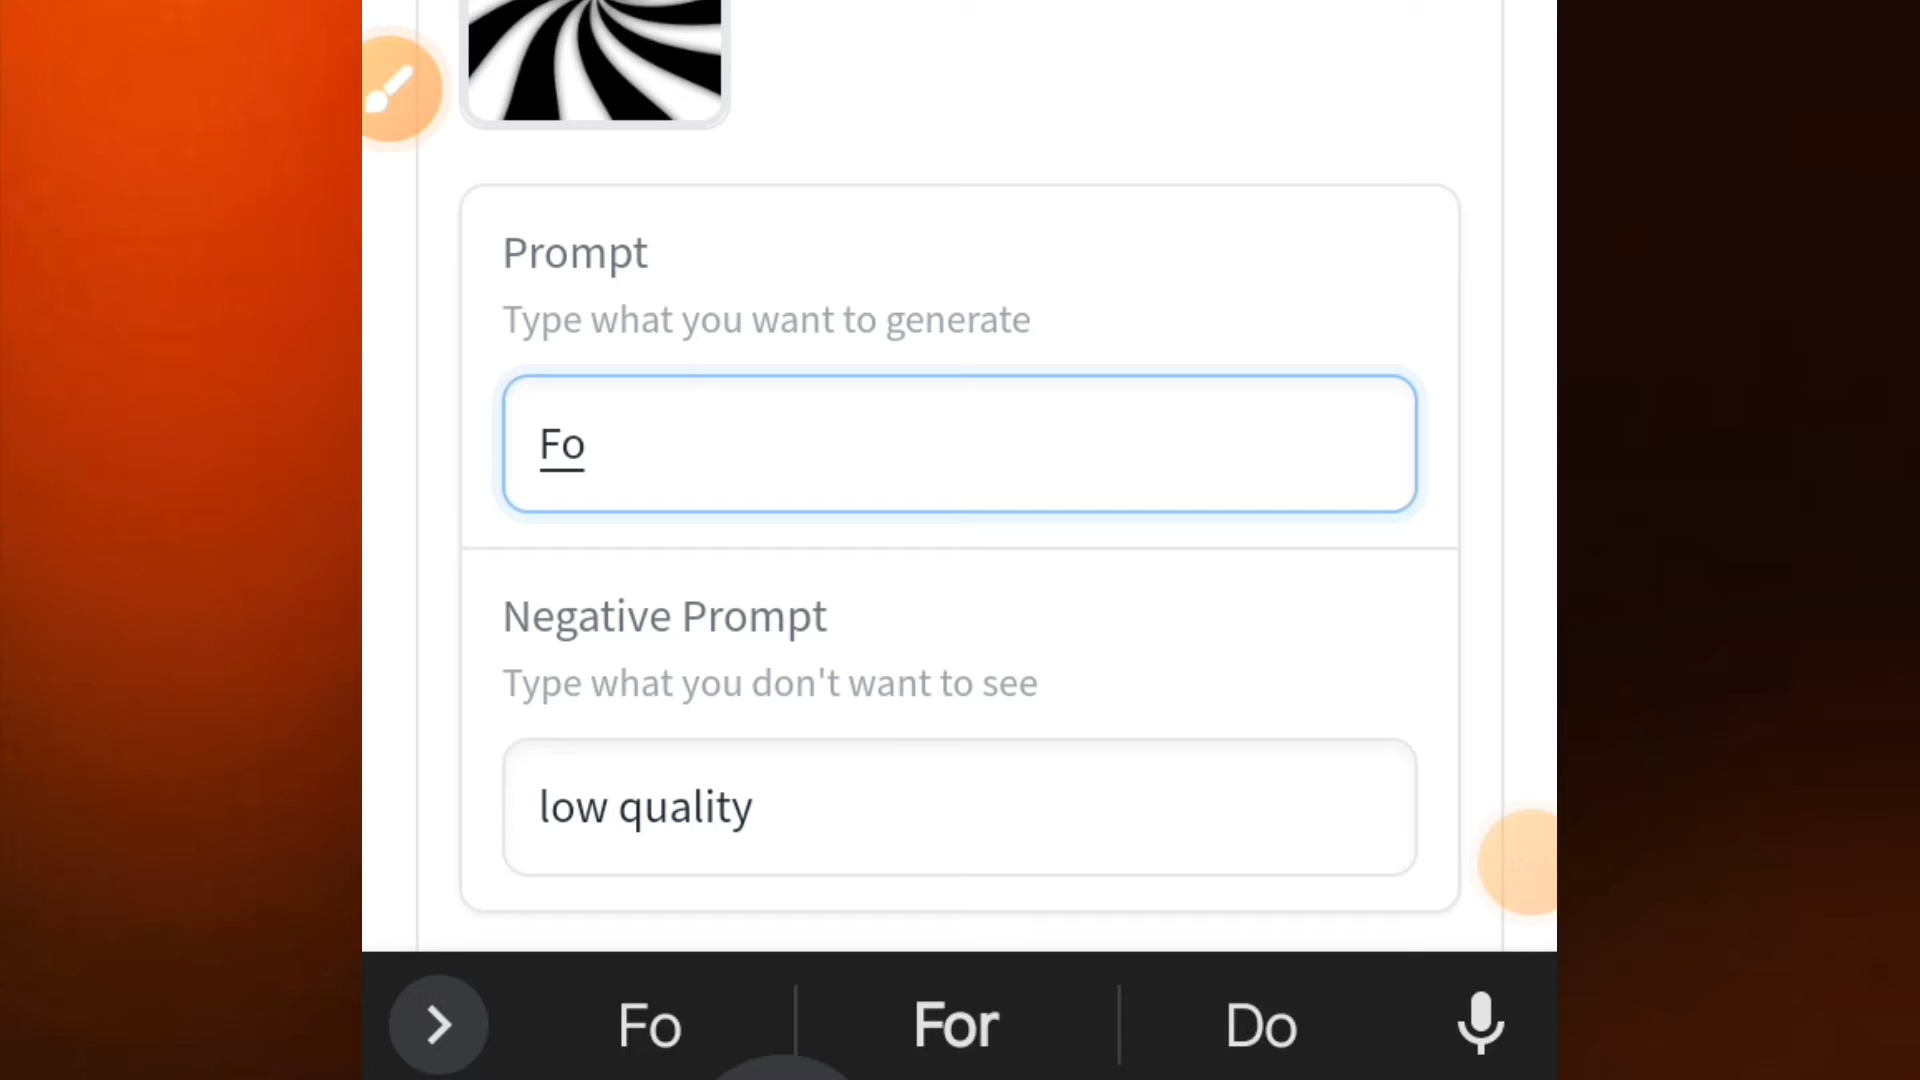 Prompt
Type what you want to generate
Fo
Negative Prompt
Type what you don't want to see
low quality
Fo For Do